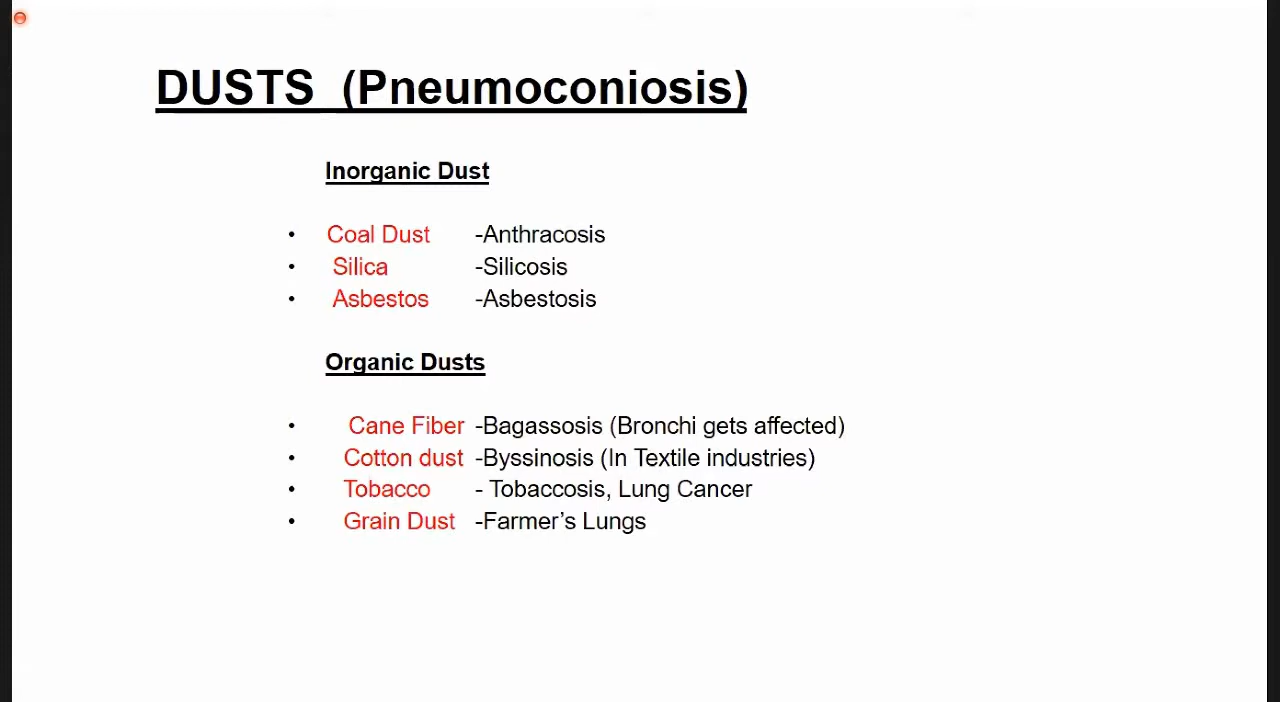 DUSTS (Pneumoconiosis)
Inorganic Dust
• Coal Dust -Anthracosis
• Silica -Silicosis
• Asbestos -Asbestosis
Organic Dusts
• Cane Fiber -Bagassosis (Bronchi gets affected)
• Cotton dust -Byssinosis (In Textile industries)
• Tobacco - Tobaccosis, Lung Cancer
• Grain Dust -Farmer’s Lungs